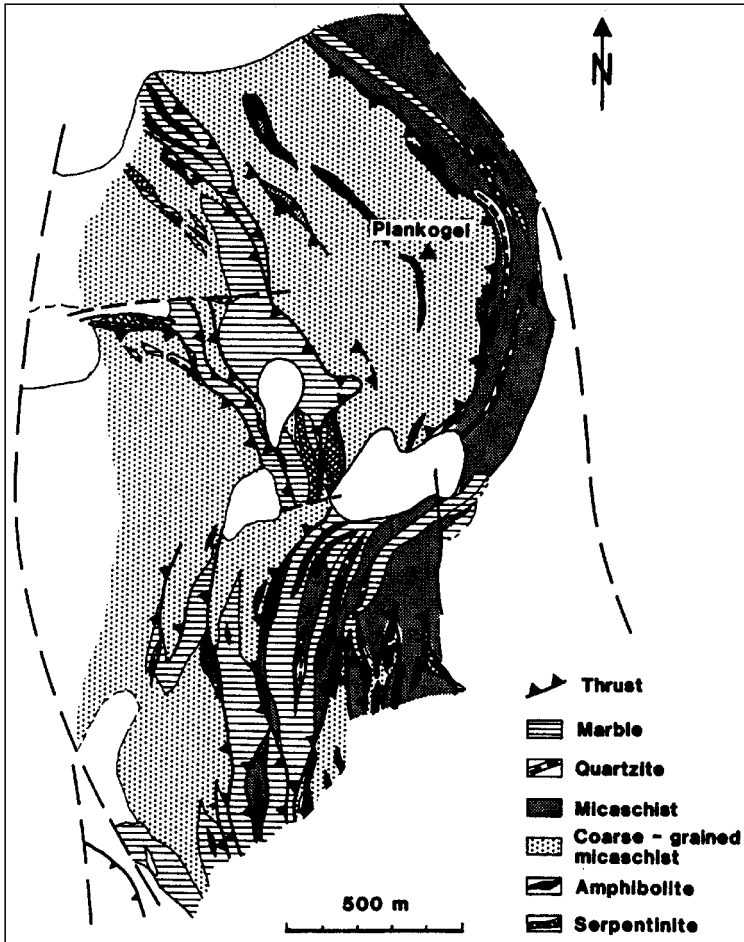 N
Plankogel
Thrust
Marble
Quartzite
Micaschist
Coarse - grained
micaschist
Amphibolite
Serpentinite
500 m